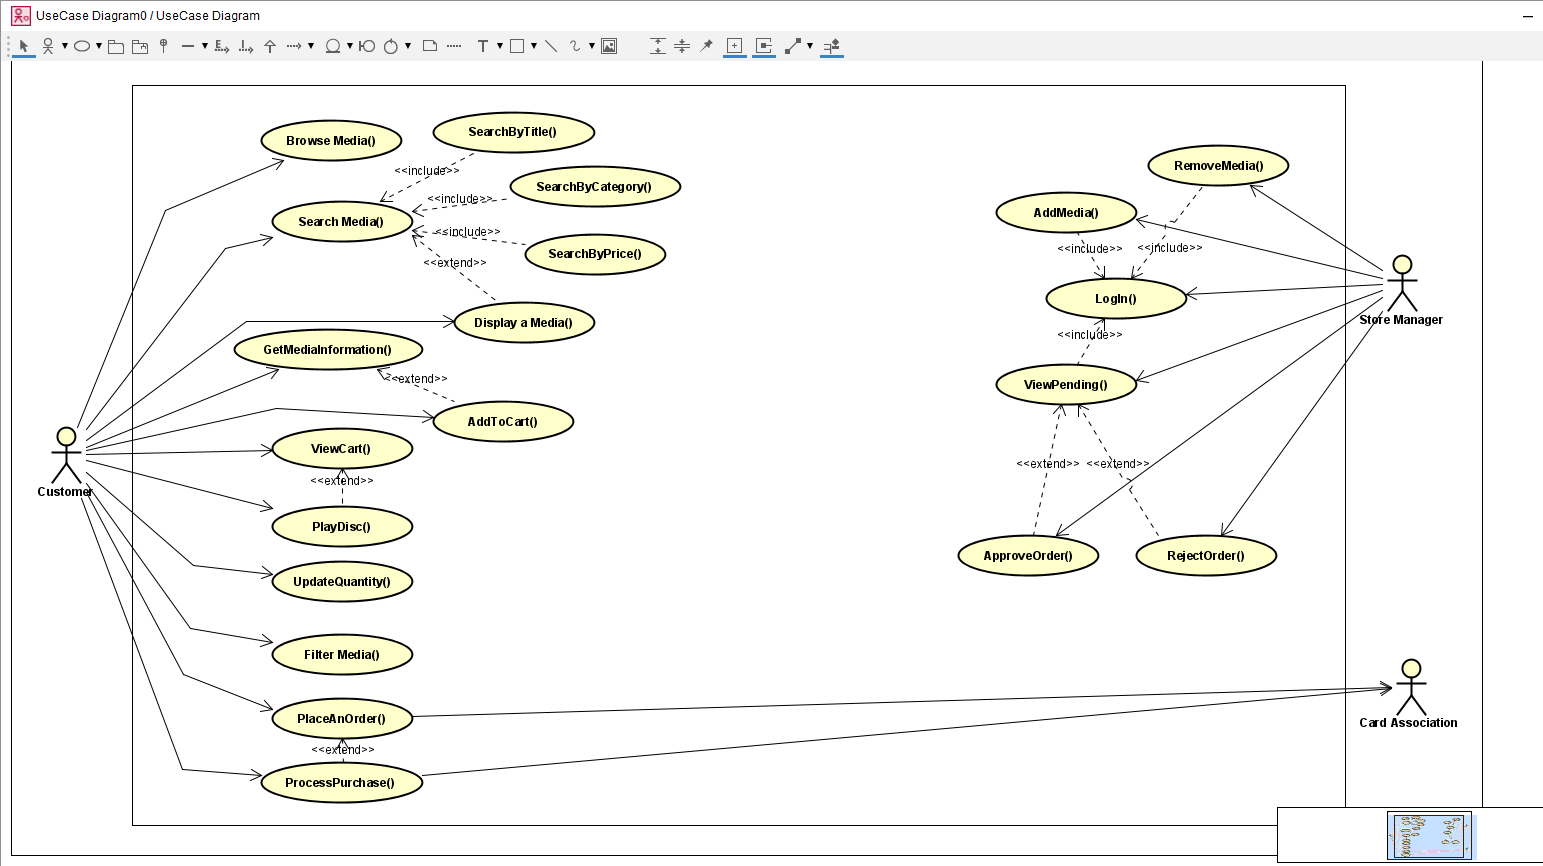 UseCase Diagram0 / UseCase Diagram
Browse Media()
SearchByTitle()
<<include>>
SearchByCategory()
<<include>>
Search Media()
<<include>>
SearchByPrice()
<<extend>>
Display a Media()
GetMediaInformation()
<<extend>>
AddToCart()
ViewCart()
<<extend>>
PlayDisc()
UpdateQuantity()
Filter Media()
PlaceAnOrder()
<<extend>>
ProcessPurchase()
Customer
RemoveMedia()
AddMedia()
<<include>>
<<include>>
LogIn()
<<include>>
ViewPending()
<<extend>>
<<extend>>
ApproveOrder()
RejectOrder()
Store Manager
Card Association